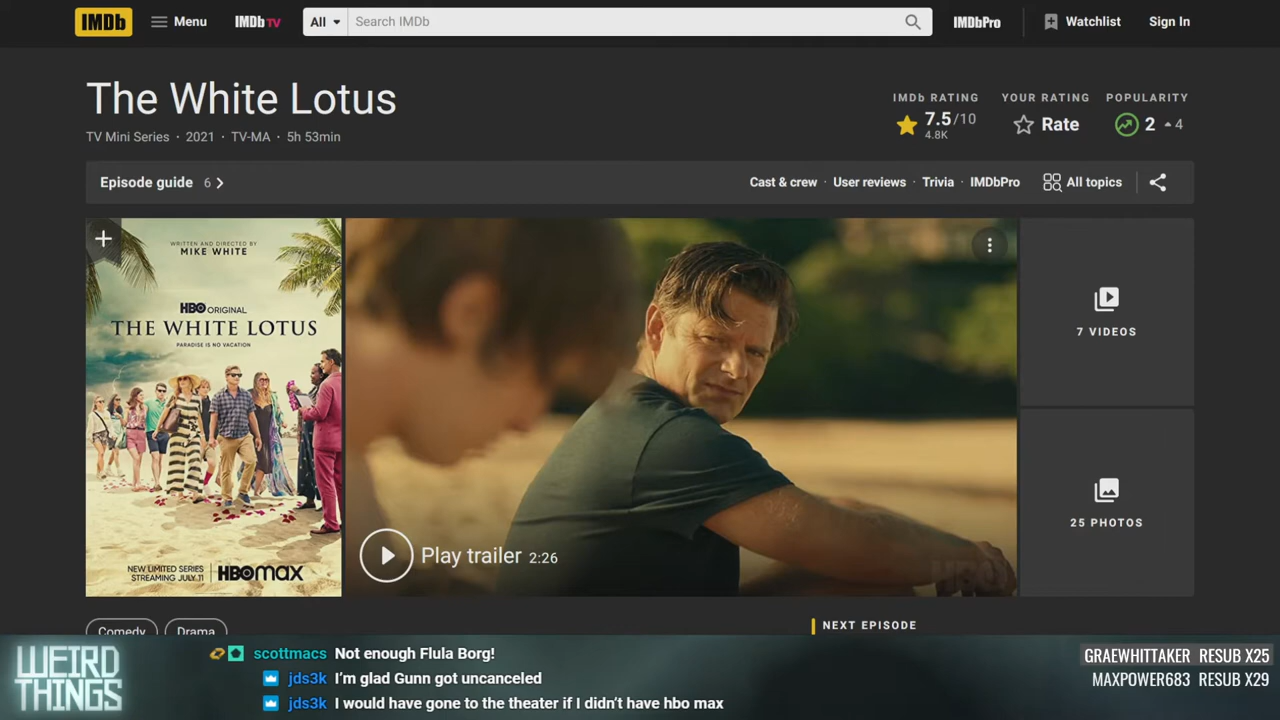 IMDb
Menu
IMDb TV
All
Search IMDb
IMDbPro
Watchlist
Sign In
The White Lotus
TV Mini Series · 2021 · TV-MA · 5h 53min
IMDb RATING
7.5/10
4.8K
YOUR RATING
Rate
POPULARITY
2 4
Episode guide 6
Cast & crew · User reviews · Trivia · IMDbPro
All topics
WRITTEN AND DIRECTED BY
MIKE WHITE
HBO ORIGINAL
THE WHITE LOTUS
PARADISE IS NO VACATION
NEW LIMITED SERIES
STREAMING JULY 11
HBOMAX
Play trailer 2:26
HBO
7 VIDEOS
25 PHOTOS
Comedy
Drama
NEXT EPISODE
WEIRD
THINGS
scottmacs Not enough Flula Borg!
jds3k I'm glad Gunn got uncanceled
jds3k I would have gone to the theater if I didn't have hbo max
GRAEWHITTAKER RESUB X25
MAXPOWER683 RESUB X29